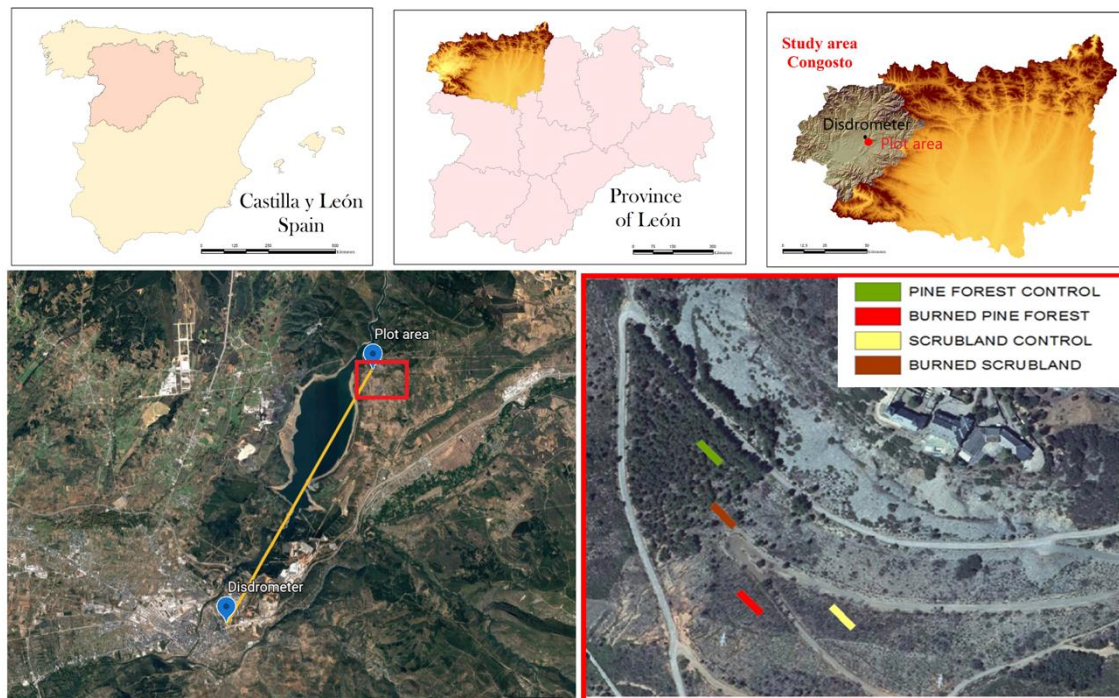 Castilla y León
Spain
Province
of León
Study area
Congosto
Disdrometer
Plot area
Plot area
Disdrometer
PINE FOREST CONTROL
BURNED PINE FOREST
SCRUBLAND CONTROL
BURNED SCRUBLAND